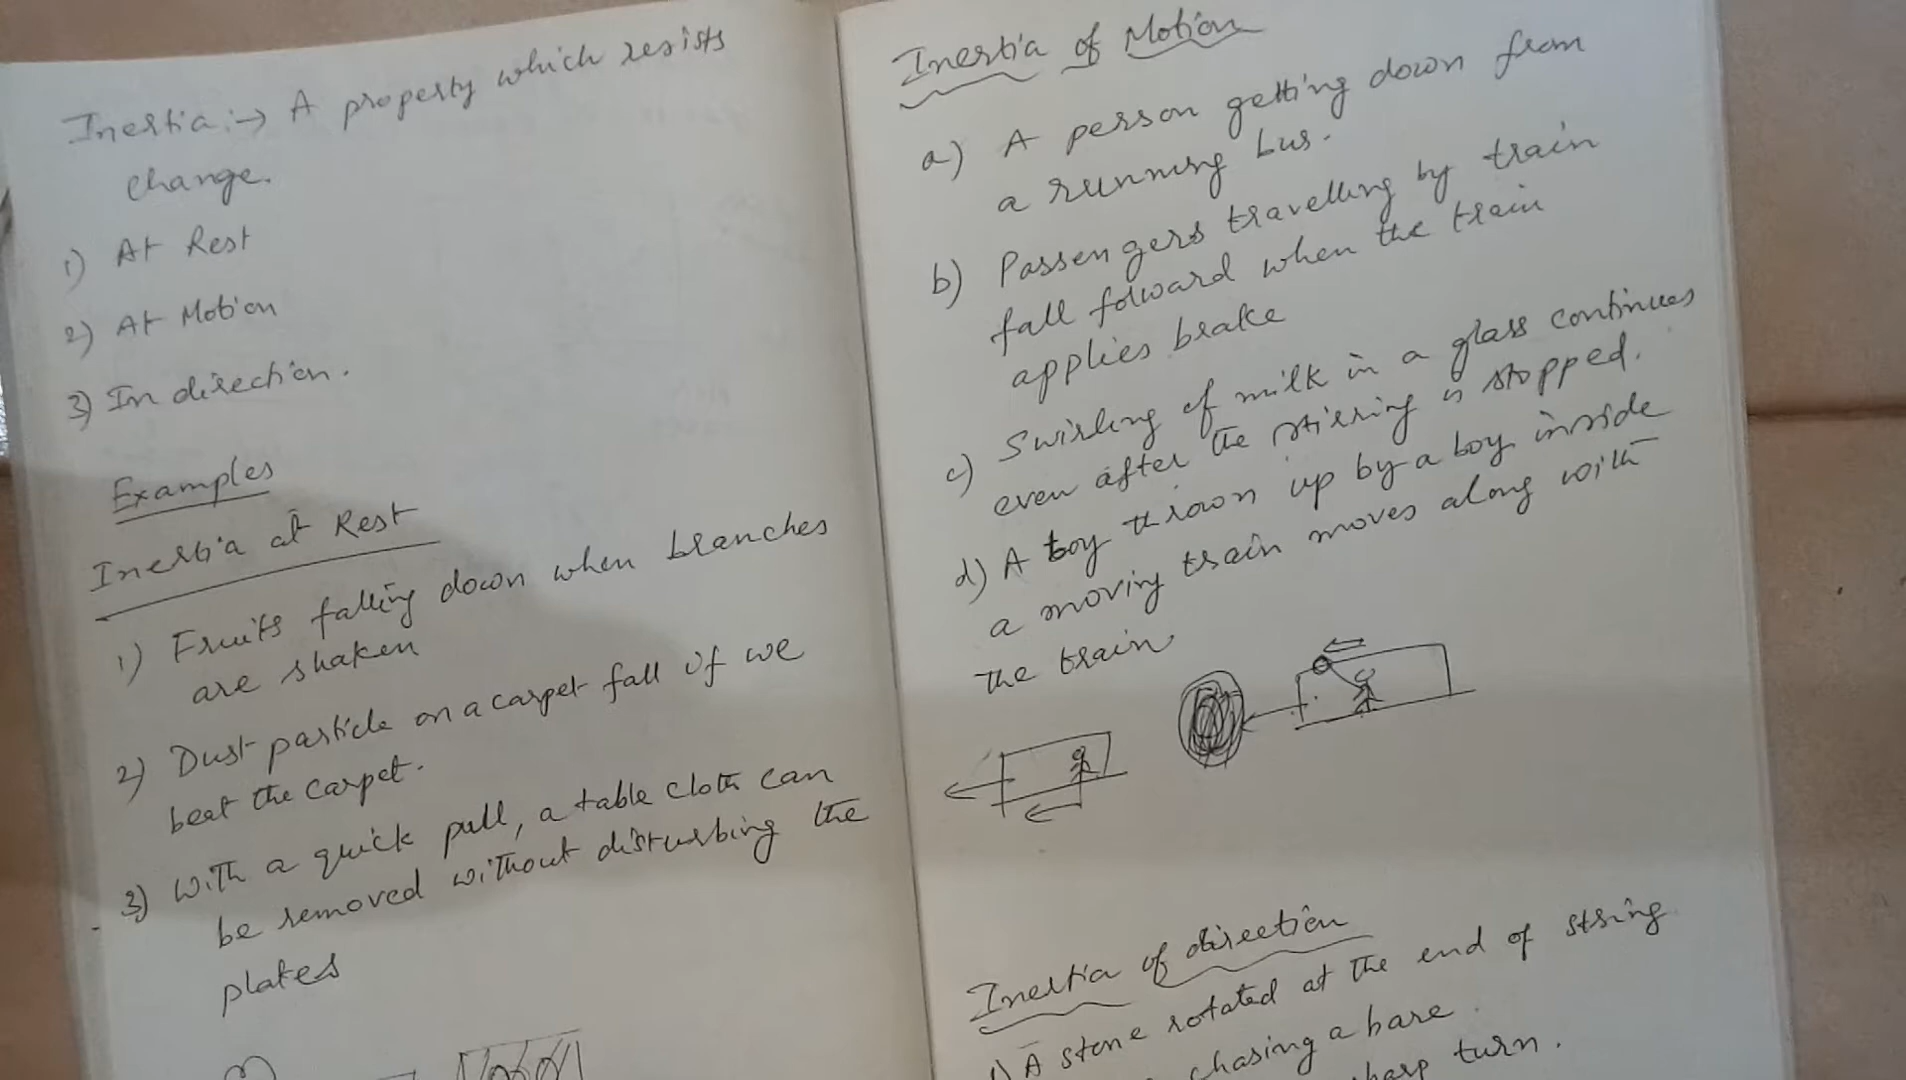 Inertia :→ A property which resists
change.
1) At Rest
2) At Motion
3) In direction.
Examples
Inertia at Rest
1) Fruits falling down when branches
are shaken
2) Dust particle on a carpet fall of we
beat the carpet.
3) With a quick pull, a table cloth can
be removed without disturbing the
plates
Inertia of Motion
a) A person getting down from
a running bus.
b) Passengers travelling by train
fall forward when the train
applies brake
c) Swirling of milk in a glass continues
even after the stirring is stopped.
d) A toy thrown up by a boy inside
a moving train moves along with
the train
Inertia of direction
1) A stone rotated at the end of string
chasing a hare.
sharp turn.